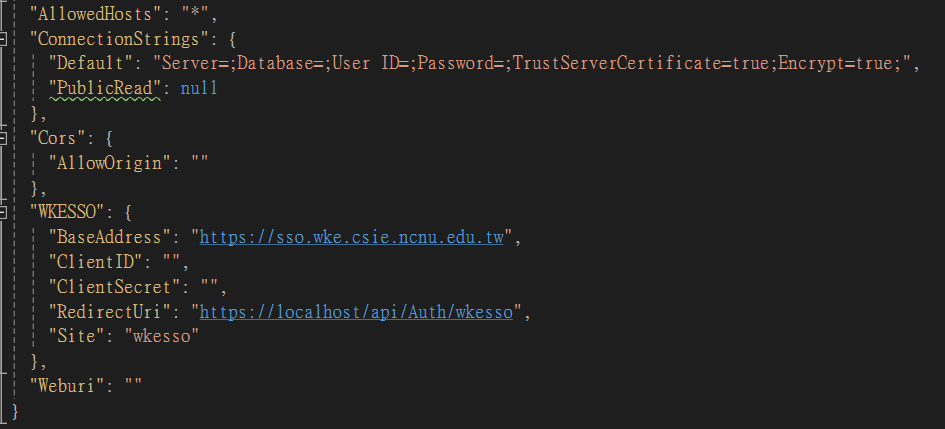 "AllowedHosts": "*",
"ConnectionStrings": {
"Default": "Server=;Database=;User ID=;Password=;TrustServerCertificate=true;Encrypt=true;",
"PublicRead": null
},
"Cors": {
"AllowOrigin": ""
},
"WKESSO": {
"BaseAddress": "https://sso.wke.csie.ncnu.edu.tw",
"ClientID": "",
"ClientSecret": "",
"RedirectUri": "https://localhost/api/Auth/wkesso",
"Site": "wkesso"
},
"Weburi": ""
}